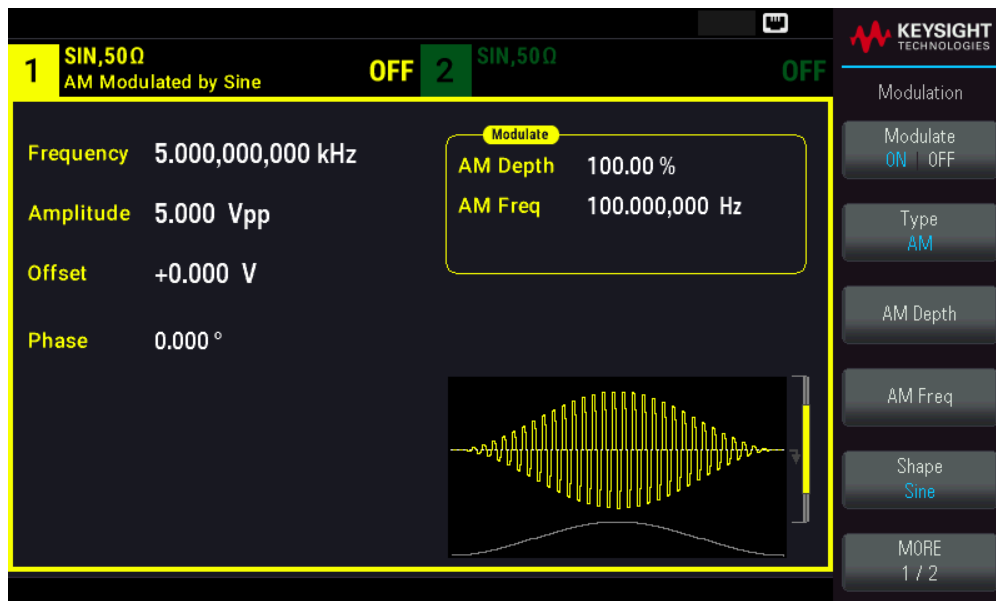 KEYSIGHT
TECHNOLOGIES
1
SIN,50Ω
AM Modulated by Sine
OFF
2
SIN,50Ω
OFF
Frequency 5.000,000,000 kHz
Amplitude 5.000 Vpp
Offset +0.000 V
Phase 0.000 °
Modulate
AM Depth 100.00 %
AM Freq 100.000,000 Hz
Modulation
Modulate
ON | OFF
Type
AM
AM Depth
AM Freq
Shape
Sine
MORE
1 / 2